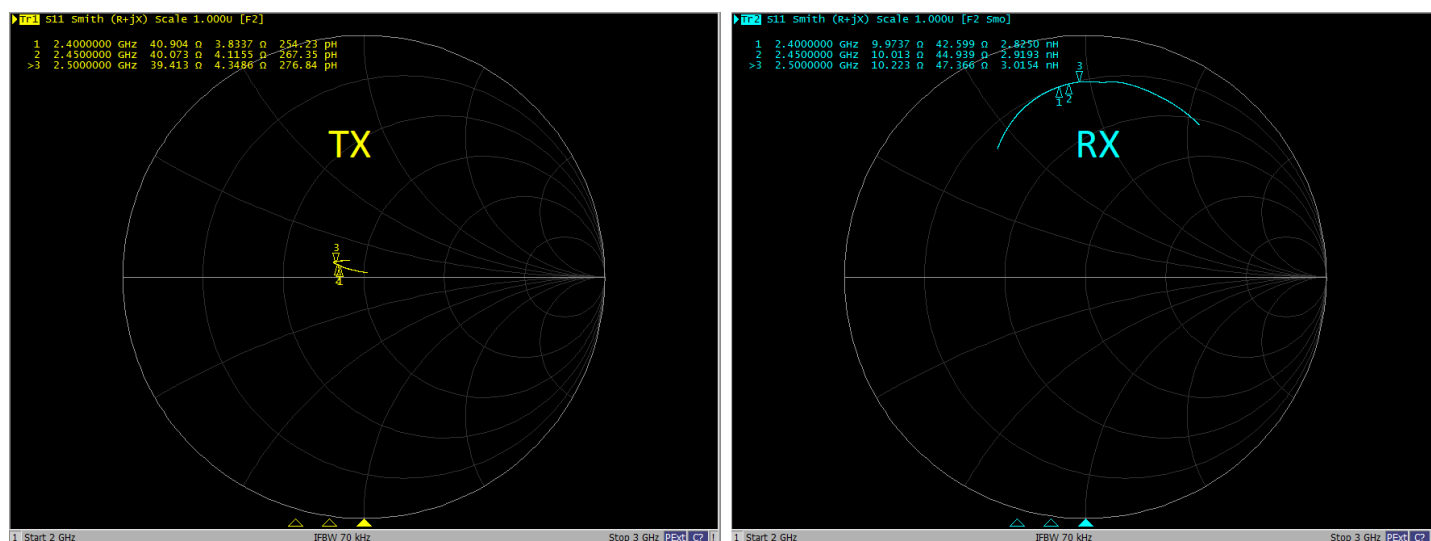 Tr1 S11 Smith (R+jX) Scale 1.000U [F2]
1 2.4000000 GHz 40.904 Ω 3.8337 Ω 254.23 pH
2 2.4500000 GHz 40.073 Ω 4.1155 Ω 267.35 pH
>3 2.5000000 GHz 39.413 Ω 4.3486 Ω 276.84 pH
TX
3
1
1 Start 2 GHz IFBW 70 kHz Stop 3 GHz PExt C? !
Tr2 S11 Smith (R+jX) Scale 1.000U [F2 Smo]
1 2.4000000 GHz 9.9737 Ω 42.599 Ω 2.8250 nH
2 2.4500000 GHz 10.013 Ω 44.939 Ω 2.9193 nH
>3 2.5000000 GHz 10.223 Ω 47.366 Ω 3.0154 nH
3
1 2
RX
1 Start 2 GHz IFBW 70 kHz Stop 3 GHz PExt C?